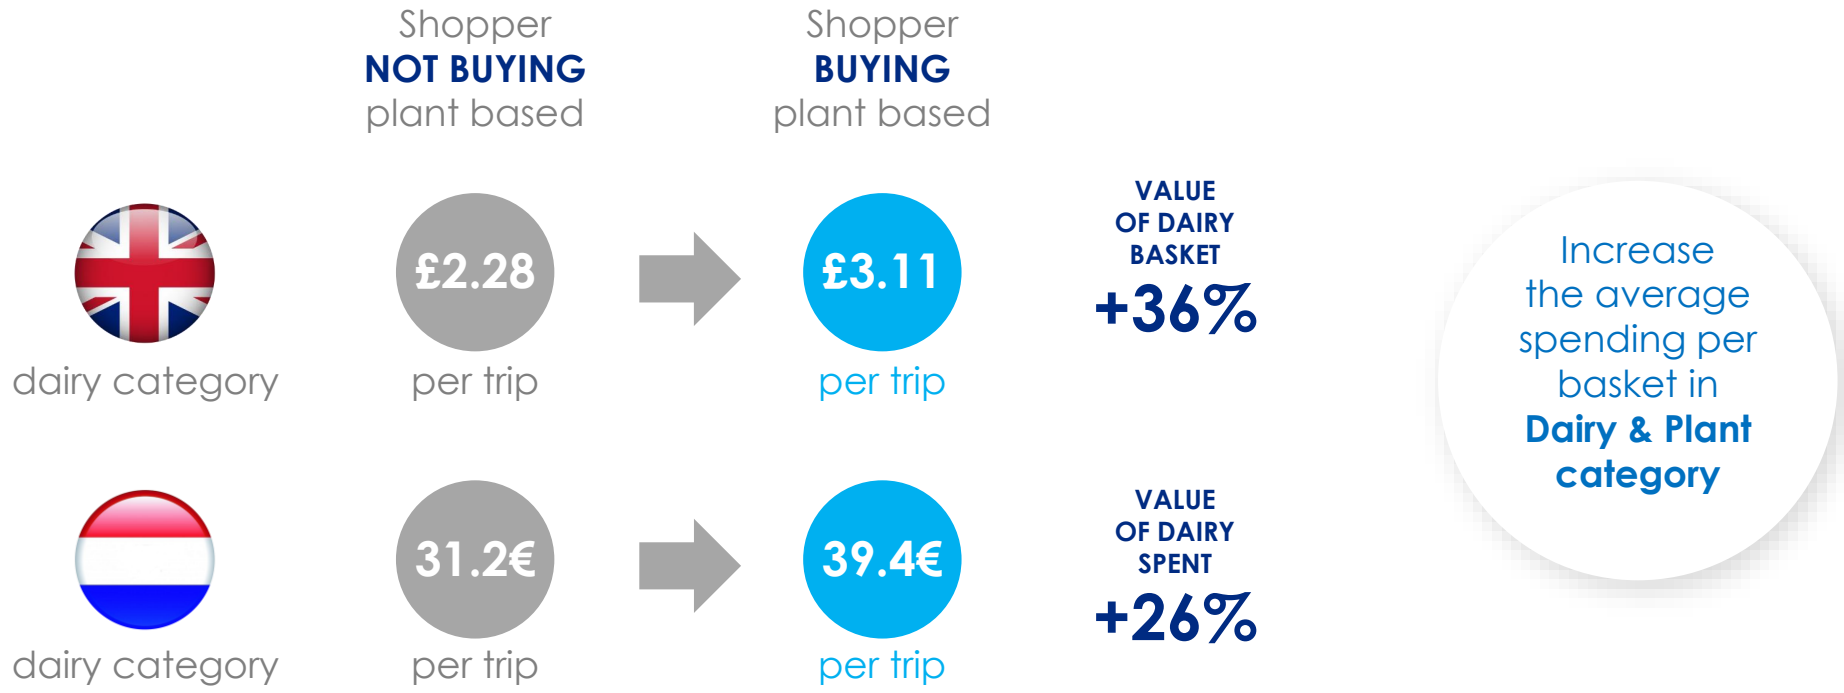 Shopper
NOT BUYING
plant based
Shopper
BUYING
plant based
£2.28
£3.11
VALUE
OF DAIRY
BASKET
+36%
dairy category
per trip
per trip
31.2€
39.4€
VALUE
OF DAIRY
SPENT
+26%
dairy category
per trip
per trip
Increase
the average
spending per
basket in
Dairy & Plant
category